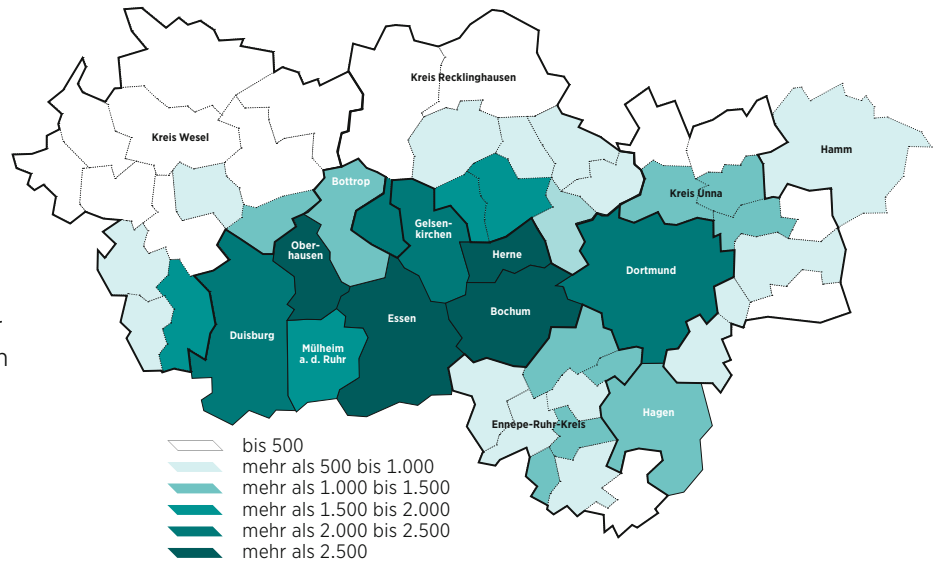 Kreis Recklinghausen
Kreis Wesel
Hamm
Bottrop
Kreis Unna
Gelsen-
kirchen
Ober-
hausen
Herne
Dortmund
Bochum
Essen
Duisburg
Mülheim
a. d. Ruhr
Hagen
Ennepe-Ruhr-Kreis
bis 500
mehr als 500 bis 1.000
mehr als 1.000 bis 1.500
mehr als 1.500 bis 2.000
mehr als 2.000 bis 2.500
mehr als 2.500